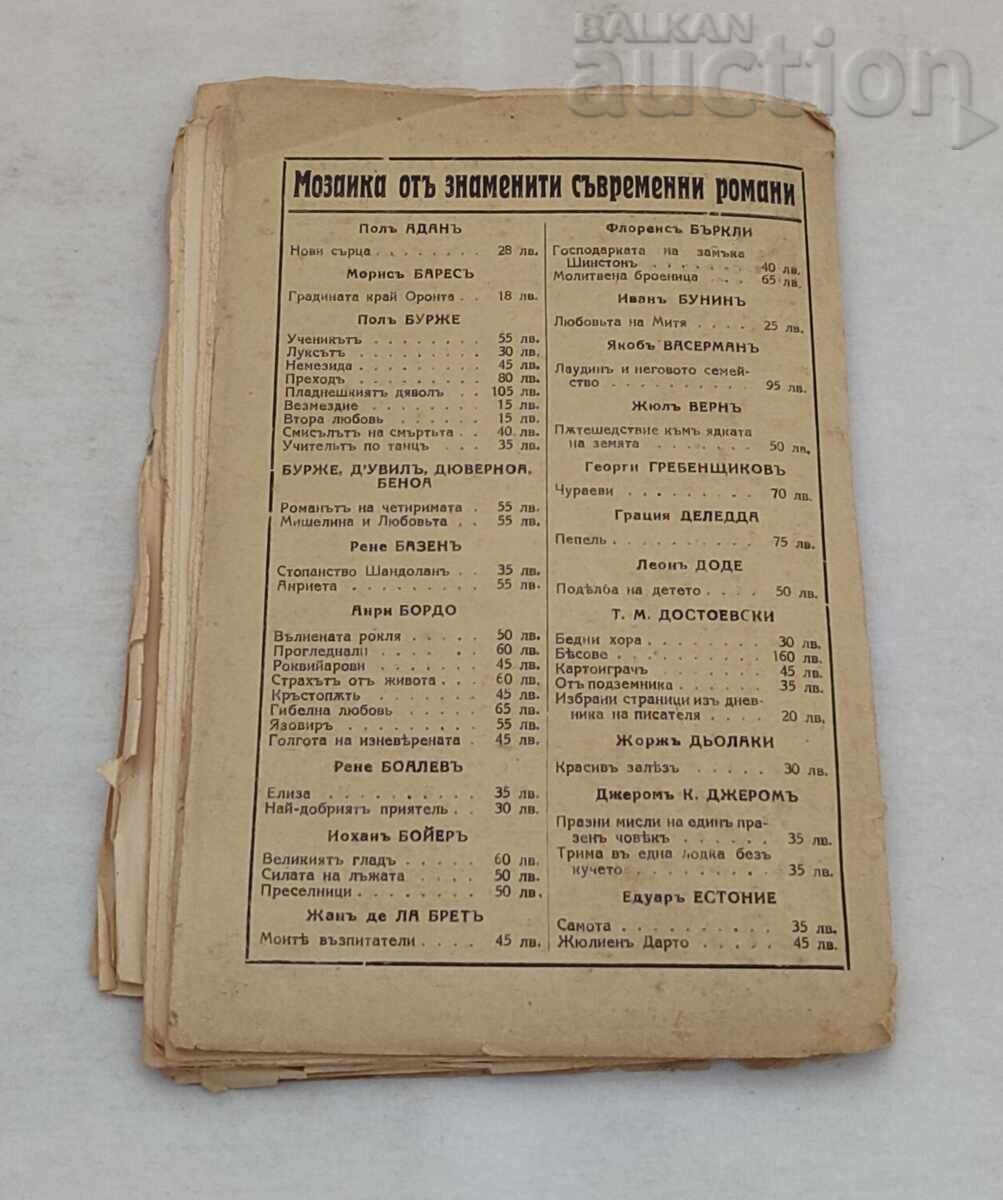 BALKAN
auction
Мозаика отъ знаменити съвременни романи
Полъ АДАНЪ
Нови сърца . . . . . . . . 28 лв.
Морисъ БАРЕСЪ
Градината край Оронта . . 18 лв.
Полъ БУРЖЕ
Ученикътъ . . . . . . . . 55 лв.
Луксътъ . . . . . . . . . 30 лв.
Немезида . . . . . . . . . 45 лв.
Преходъ . . . . . . . . . 80 лв.
Пладнешкиятъ дяволъ . . 105 лв.
Везмездие . . . . . . . . 15 лв.
Втора любовь . . . . . . . 15 лв.
Смисълътъ на смъртьта . . 40 лв.
Учительтъ по танцъ . . . 35 лв.
БУРЖЕ, Д'УВИЛЪ, ДЮВЕРНОА,
БЕНОА
Романътъ на четиримата . 55 лв.
Мишелина и Любовьта . . 55 лв.
Рене БАЗЕНЪ
Стопанство Шандоланъ . . 35 лв.
Анриета . . . . . . . . . 55 лв.
Анри БОРДО
Вълнената рокля . . . . . 50 лв.
Прогледнали . . . . . . 60 лв.
Роквийарови . . . . . . . 45 лв.
Страхътъ отъ живота . . . 60 лв.
Кръстопѫть . . . . . . . 45 лв.
Гибелна любовь . . . . . 65 лв.
Язовиръ . . . . . . . . . 55 лв.
Голгота на изневѣрената . 45 лв.
Рене БОАЛЕВЪ
Елиза . . . . . . . . . . 35 лв.
Най-добриятъ приятель . . 30 лв.
Иоханъ БОЙЕРЪ
Великиятъ гладъ . . . . . 60 лв.
Силата на лъжата . . . . 50 лв.
Преселници . . . . . . . 50 лв.
Жанъ де ЛА БРЕТЪ
Моитѣ възпитатели . . . . 45 лв.
Флоренсъ БЪРКЛИ
Господарката на замъка
Шинстонъ . . . . . . . 40 лв.
Молитвена броеница . . . 65 лв.
Иванъ БУНИНЪ
Любовьта на Митя . . . . 25 лв.
Якобъ ВАСЕРМАНЪ
Лаудинъ и неговото семей-
ство . . . . . . . . . . 95 лв.
Жюлъ ВЕРНЪ
Пѫтешедствие къмъ ядката
на земята . . . . . . . 50 лв.
Георги ГРЕБЕНЩИКОВЪ
Чураеви . . . . . . . . . 70 лв.
Грация ДЕЛЕДДА
Пепель . . . . . . . . . . 75 лв.
Леонъ ДОДЕ
Подѣлба на детето . . . . 50 лв.
Т. М. ДОСТОЕВСКИ
Бедни хора . . . . . . . . 30 лв.
Бѣсове . . . . . . . . . 160 лв.
Картоиграчъ . . . . . . 45 лв.
Отъ подземника . . . . . . 35 лв.
Избрани страници изъ днев-
ника на писателя . . . . 20 лв.
Жоржъ ДЬОЛАКИ
Красивъ залѣзъ . . . . . 30 лв.
Джеромъ К. ДЖЕРОМЪ
Празни мисли на единъ пра-
зенъ човѣкъ . . . . . . 35 лв.
Трима въ една лодка безъ
кучето . . . . . . . . . 35 лв.
Едуаръ ЕСТОНИЕ
Самота . . . . . . . . . . 35 лв.
Жюлиенъ Дарто . . . . . 45 лв.